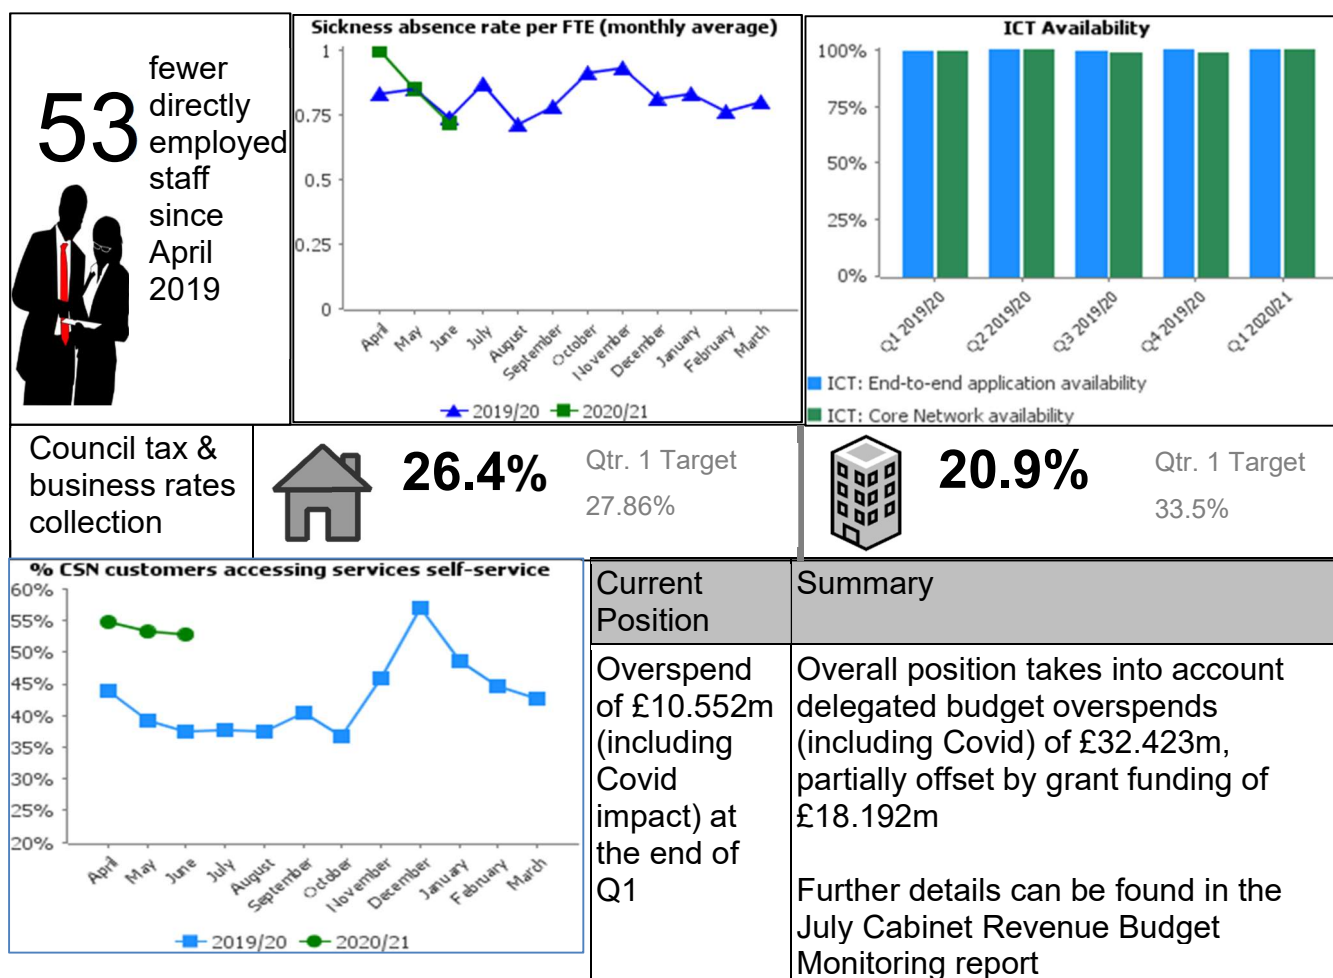 53
fewer
directly
employed
staff
since
April
2019
Sickness absence rate per FTE (monthly average)
1
0.75
0.5
0.25
0
April
May
June
July
August
September
October
November
December
January
February
March
2019/20
2020/21
ICT Availability
100%
75%
50%
25%
0%
Q1 2019/20
Q2 2019/20
Q3 2019/20
Q4 2019/20
Q1 2020/21
ICT: End-to-end application availability
ICT: Core Network availability
Council tax &
business rates
collection
26.4%
Qtr. 1 Target
27.86%
20.9%
Qtr. 1 Target
33.5%
% CSN customers accessing services self-service
60%
55%
50%
45%
40%
35%
30%
25%
20%
April
May
June
July
August
September
October
November
December
January
February
March
2019/20
2020/21
Current
Position
Summary
Overspend
of £10.552m
(including
Covid
impact) at
the end of
Q1
Overall position takes into account
delegated budget overspends
(including Covid) of £32.423m,
partially offset by grant funding of
£18.192m
Further details can be found in the
July Cabinet Revenue Budget
Monitoring report